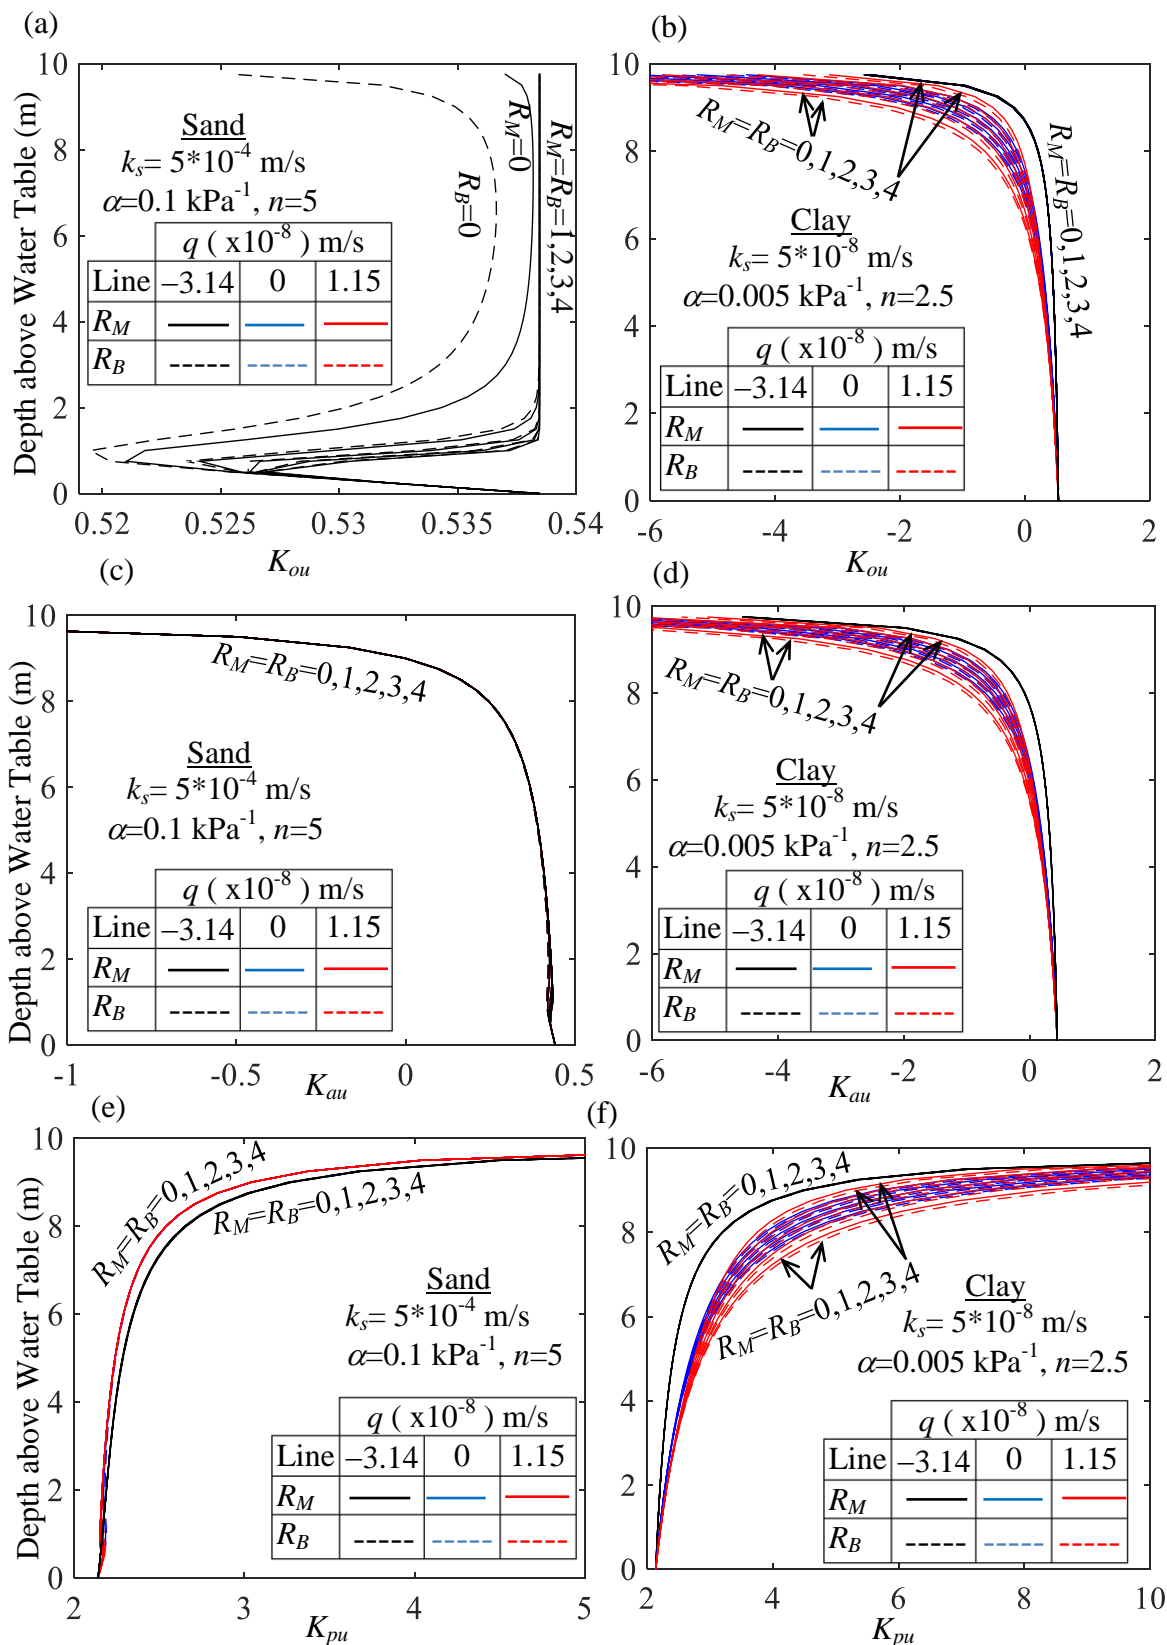 (a)
Depth above Water Table (m)
10
8
6
4
2
0
0.52
0.525
0.53
0.535
0.54
K_ou
Sand
k_s= 5*10^-4 m/s
α=0.1 kPa^-1, n=5
q ( x10^-8) m/s
Line −3.14 0 1.15
R_M
R_B
R_B=0
R_M=0
R_M=R_B=1,2,3,4
(b)
10
8
6
4
2
0
-6
-4
-2
0
2
K_ou
R_M=R_B=0,1,2,3,4
R_M=R_B=0,1,2,3,4
Clay
k_s= 5*10^-8 m/s
α=0.005 kPa^-1, n=2.5
q ( x10^-8) m/s
Line −3.14 0 1.15
R_M
R_B
(c)
Depth above Water Table (m)
10
8
6
4
2
0
-1
-0.5
0
0.5
K_au
R_M=R_B=0,1,2,3,4
Sand
k_s= 5*10^-4 m/s
α=0.1 kPa^-1, n=5
q ( x10^-8) m/s
Line −3.14 0 1.15
R_M
R_B
(d)
10
8
6
4
2
0
-6
-4
-2
0
2
K_au
R_M=R_B=0,1,2,3,4
Clay
k_s= 5*10^-8 m/s
α=0.005 kPa^-1, n=2.5
q ( x10^-8) m/s
Line −3.14 0 1.15
R_M
R_B
(e)
Depth above Water Table (m)
10
8
6
4
2
0
2
3
4
5
K_pu
R_M=R_B=0,1,2,3,4
R_M=R_B=0,1,2,3,4
Sand
k_s= 5*10^-4 m/s
α=0.1 kPa^-1, n=5
q ( x10^-8) m/s
Line −3.14 0 1.15
R_M
R_B
(f)
10
8
6
4
2
0
2
4
6
8
10
K_pu
R_M=R_B=0,1,2,3,4
R_M=R_B=0,1,2,3,4
Clay
k_s= 5*10^-8 m/s
α=0.005 kPa^-1, n=2.5
q ( x10^-8) m/s
Line −3.14 0 1.15
R_M
R_B